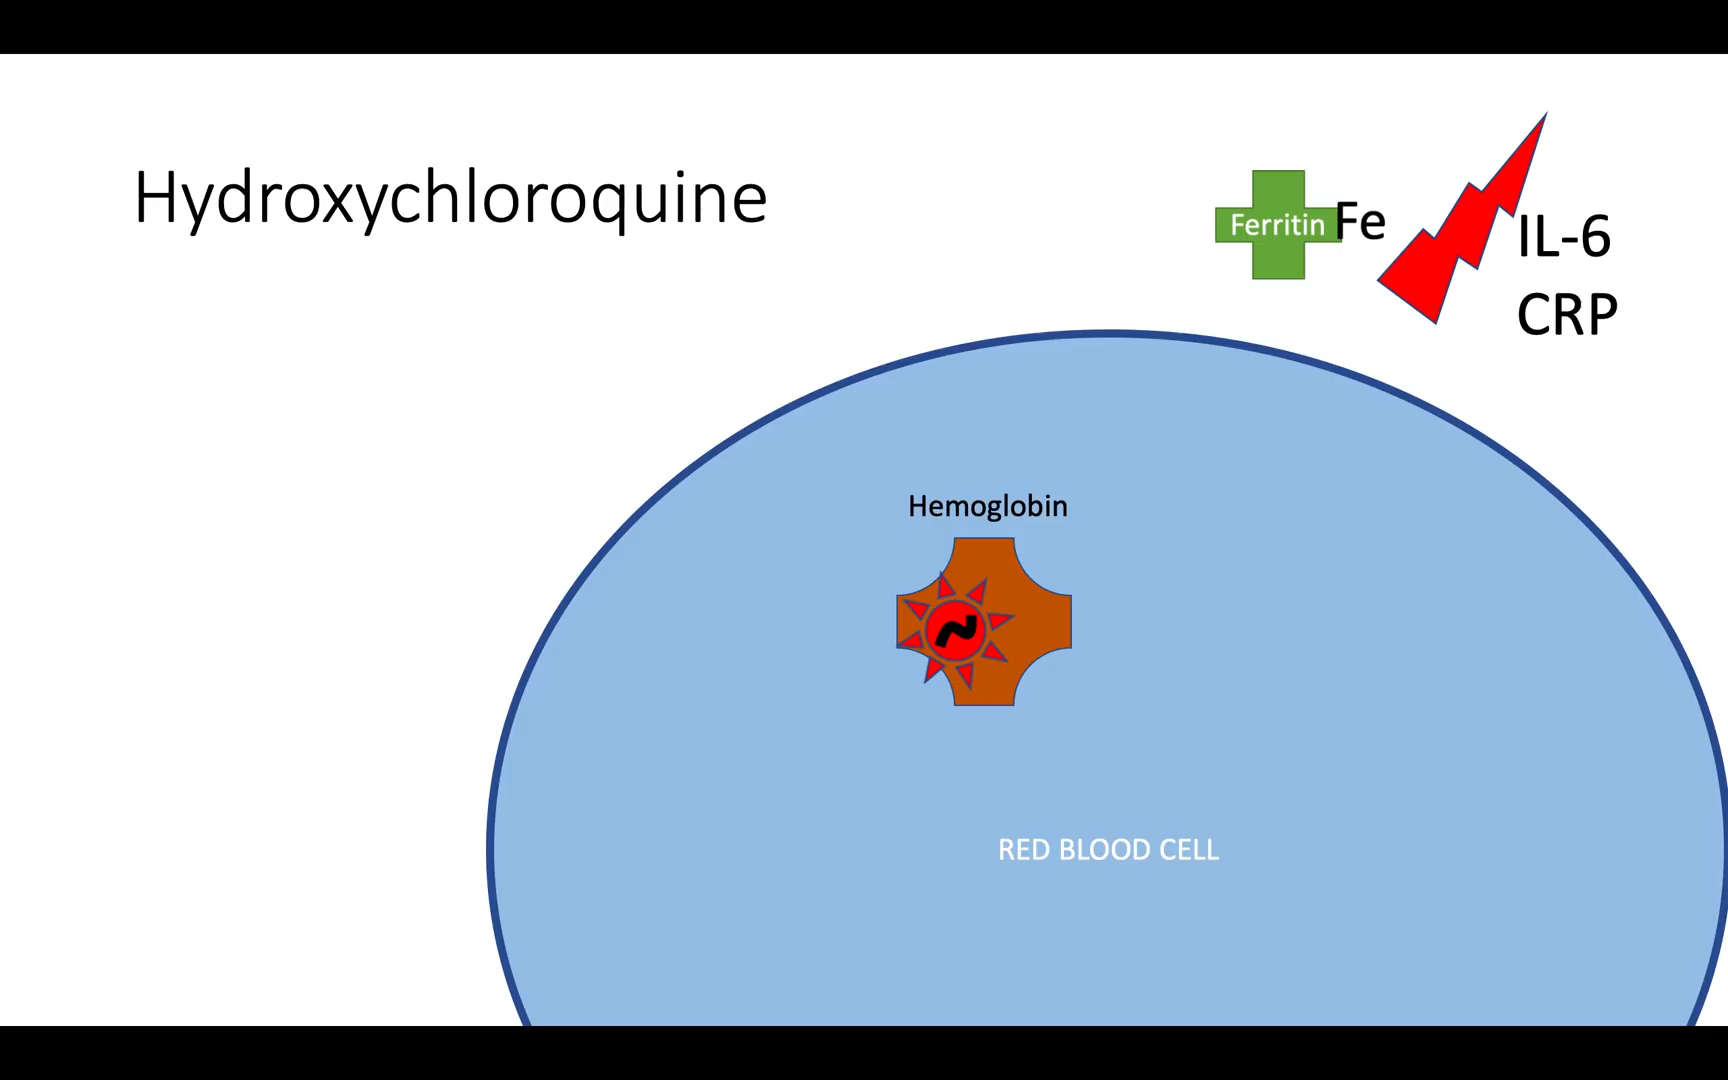 Hydroxychloroquine
Ferritin Fe
IL-6
CRP
Hemoglobin
RED BLOOD CELL